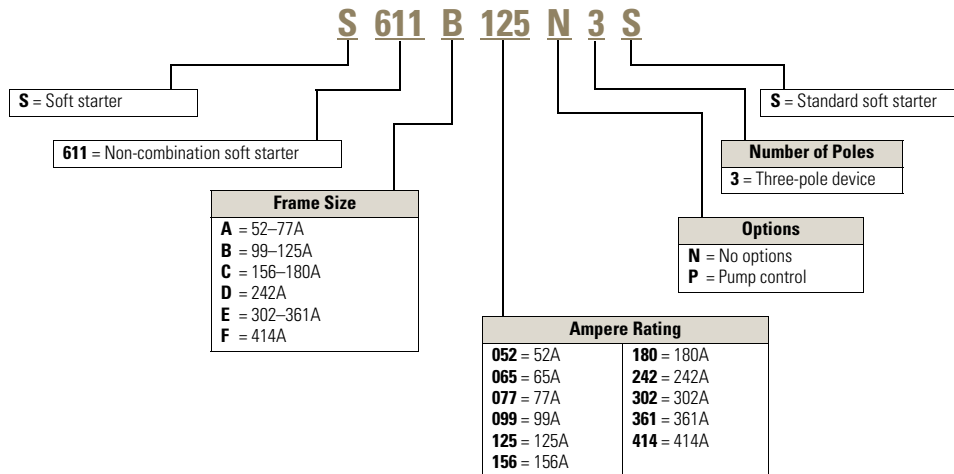 S 611 B 125 N 3 S
S = Soft starter
S = Standard soft starter
611 = Non-combination soft starter
Number of Poles
3 = Three-pole device
Frame Size
A = 52–77A
B = 99–125A
C = 156–180A
D = 242A
E = 302–361A
F = 414A
Options
N = No options
P = Pump control
Ampere Rating
052 = 52A
065 = 65A
077 = 77A
099 = 99A
125 = 125A
156 = 156A
180 = 180A
242 = 242A
302 = 302A
361 = 361A
414 = 414A